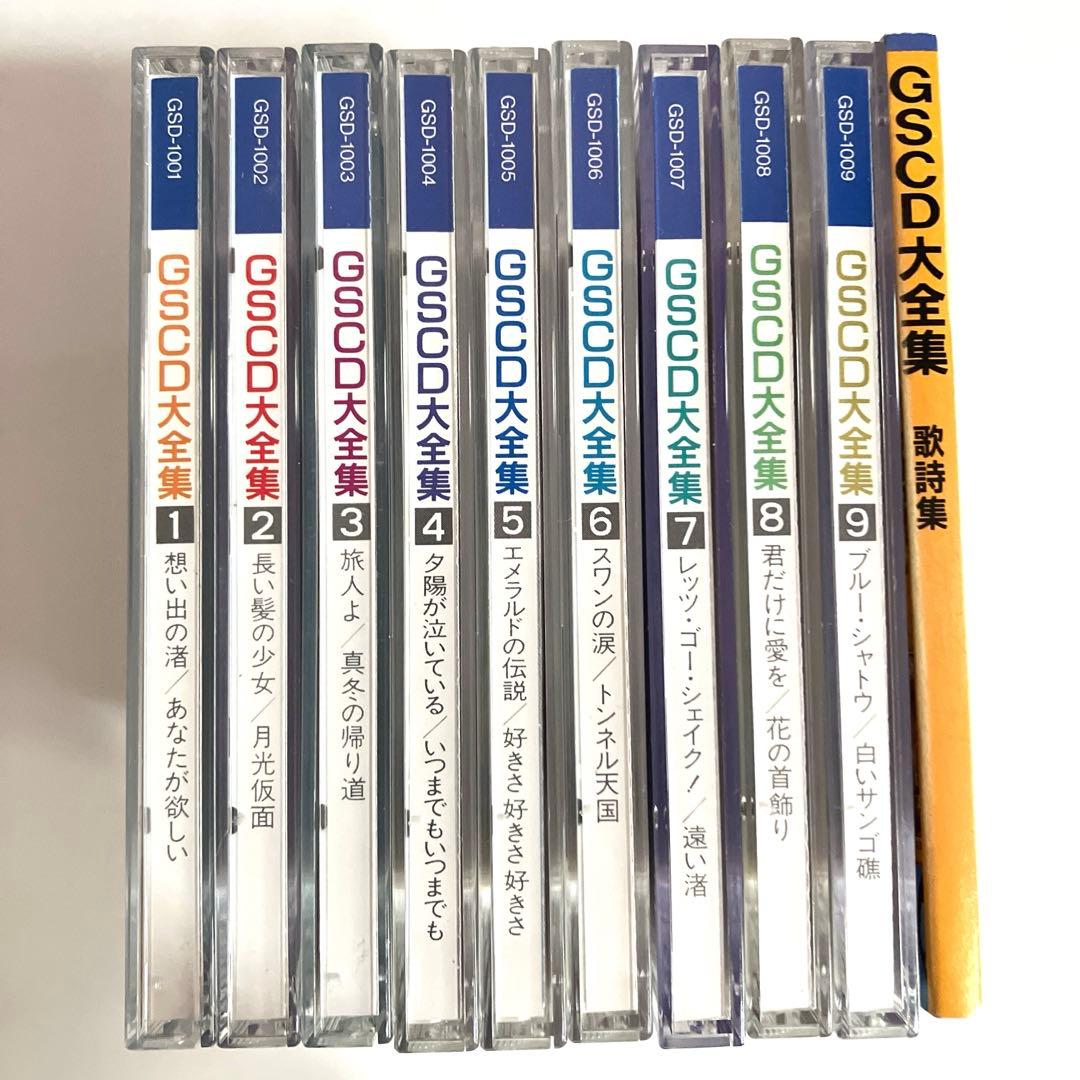 GSD-1001 GSCD大全集 1 想い出の渚／あなたが欲しい
GSD-1002 GSCD大全集 2 長い髪の少女／月光仮面
GSD-1003 GSCD大全集 3 旅人よ／真冬の帰り道
GSD-1004 GSCD大全集 4 夕陽が泣いている／いつまでもいつまでも
GSD-1005 GSCD大全集 5 エメラルドの伝説／好きさ 好きさ 好きさ
GSD-1006 GSCD大全集 6 スワンの涙／トンネル天国
GSD-1007 GSCD大全集 7 レッツ・ゴー・シェイク！／遠い渚
GSD-1008 GSCD大全集 8 君だけに愛を／花の首飾り
GSD-1009 GSCD大全集 9 ブルー・シャトウ／白いサンゴ礁
GSCD大全集 歌詩集